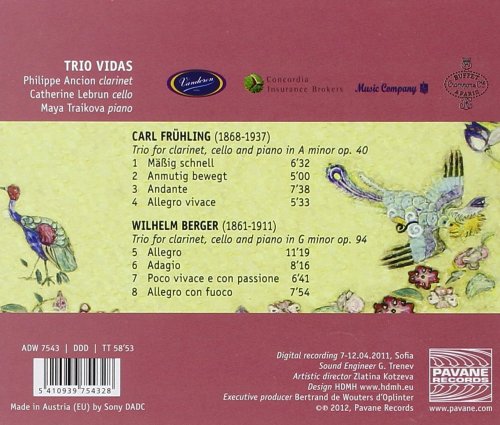 TRIO VIDAS
Philippe Ancion clarinet
Catherine Lebrun cello
Maya Traikova piano
Vandoren
Concordia
Insurance Brokers
Music Company
BUFFET
Crampon & Cie
A PARIS
CARL FRÜHLING (1868-1937)
Trio for clarinet, cello and piano in A minor op. 40
1 Mäßig schnell 6’32
2 Anmutig bewegt 5’00
3 Andante 7’38
4 Allegro vivace 5’33
WILHELM BERGER (1861-1911)
Trio for clarinet, cello and piano in G minor op. 94
5 Allegro 11’19
6 Adagio 8’16
7 Poco vivace e con passione 6’41
8 Allegro con fuoco 7’54
ADW 7543 | DDD | TT 58’53
5 410939 754328
Made in Austria (EU) by Sony DADC
Digital recording 7-12.04.2011, Sofia
Sound Engineer G. Trenev
Artistic director Zlatina Kotzeva
Design HDMH www.hdmh.eu
Executive producer Bertrand de Wouters d’Oplinter
©℗ 2012, Pavane Records
PAVANE
RECORDS